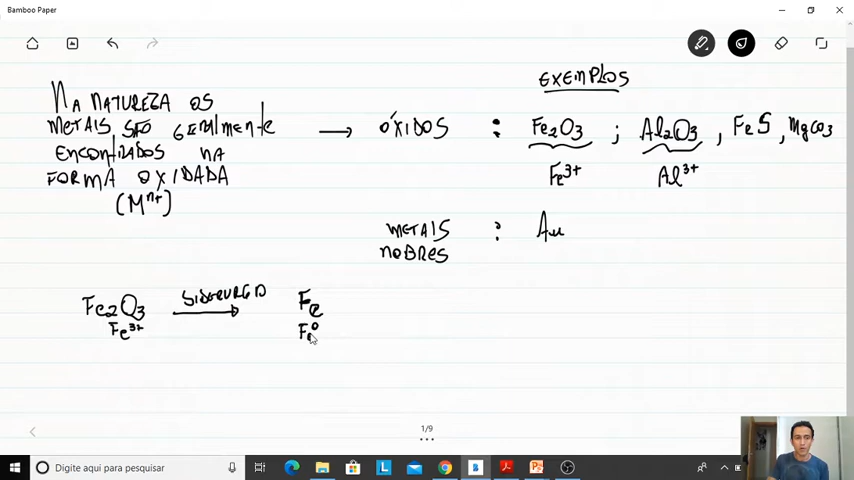 Bamboo Paper
EXEMPLOS
NA NATUREZA OS
METAIS SÃO GERALMENTE
ENCONTRADOS NA
FORMA OXIDADA
(Mⁿ⁺)
→ ÓXIDOS : Fe2O3 ; Al2O3 , FeS , MgCO3
Fe³⁺ Al³⁺
METAIS : Au
NOBRES
Fe2O3 → Fe
Fe³⁺ Fe⁰
1/9
Digite aqui para pesquisar